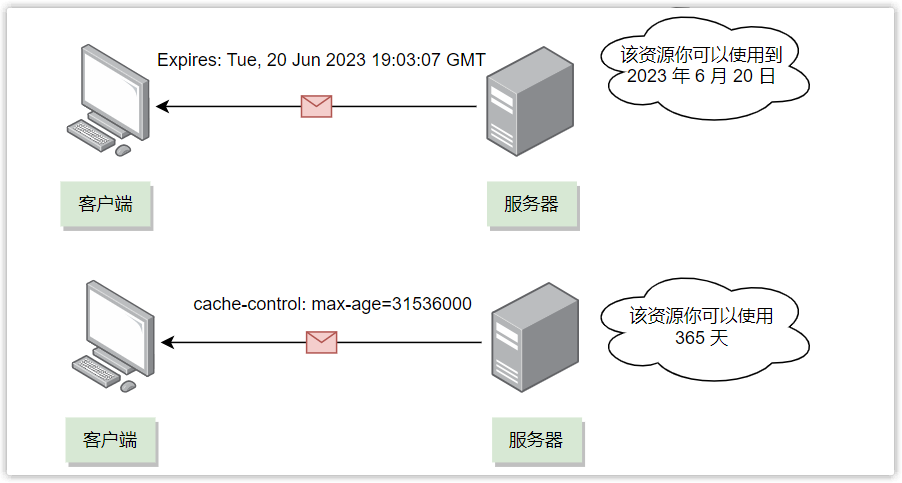 Expires: Tue, 20 Jun 2023 19:03:07 GMT
该资源你可以使用到
2023 年 6 月 20 日
客户端
服务器
cache-control: max-age=31536000
该资源你可以使用
365 天
客户端
服务器